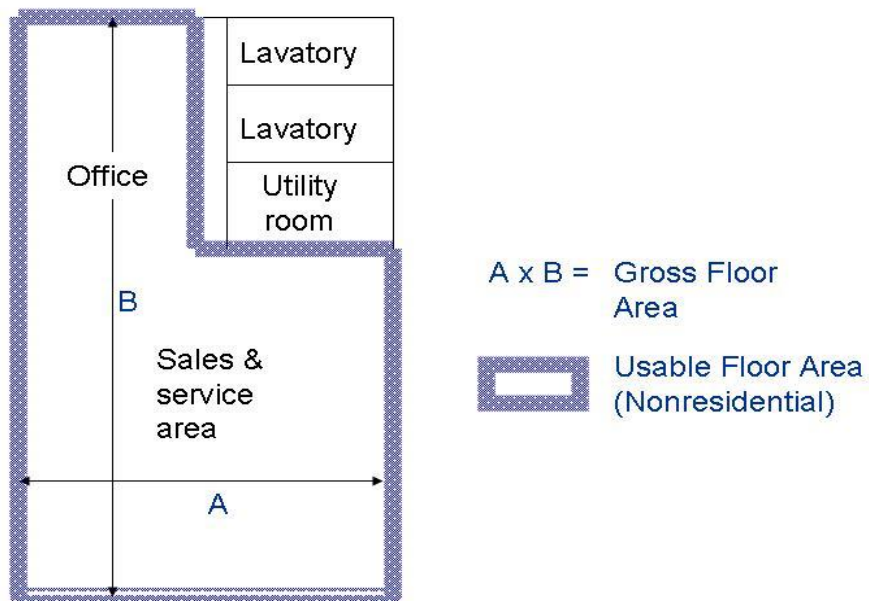 Lavatory
Lavatory
Office
Utility
room
B
Sales &
service
area
A
A x B = Gross Floor
Area
Usable Floor Area
(Nonresidential)